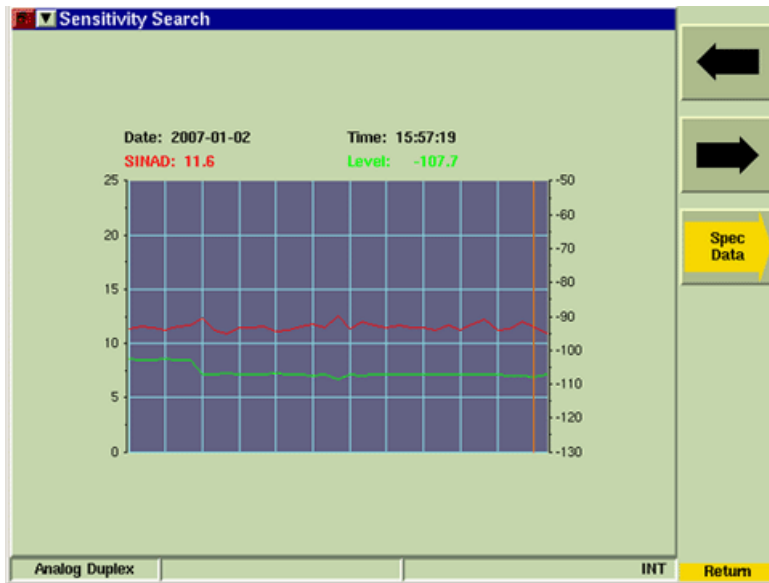 Sensitivity Search
Date: 2007-01-02
Time: 15:57:19
SINAD: 11.6
Level: -107.7
25
20
15
10
5
0
-50
-60
-70
-80
-90
-100
-110
-120
-130
Spec
Data
Analog Duplex
INT
Return